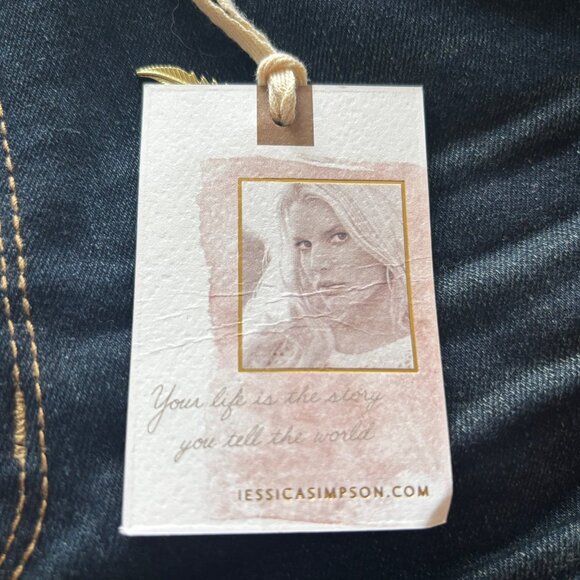 Your life is the story
you tell the world
JESSICASIMPSON.COM